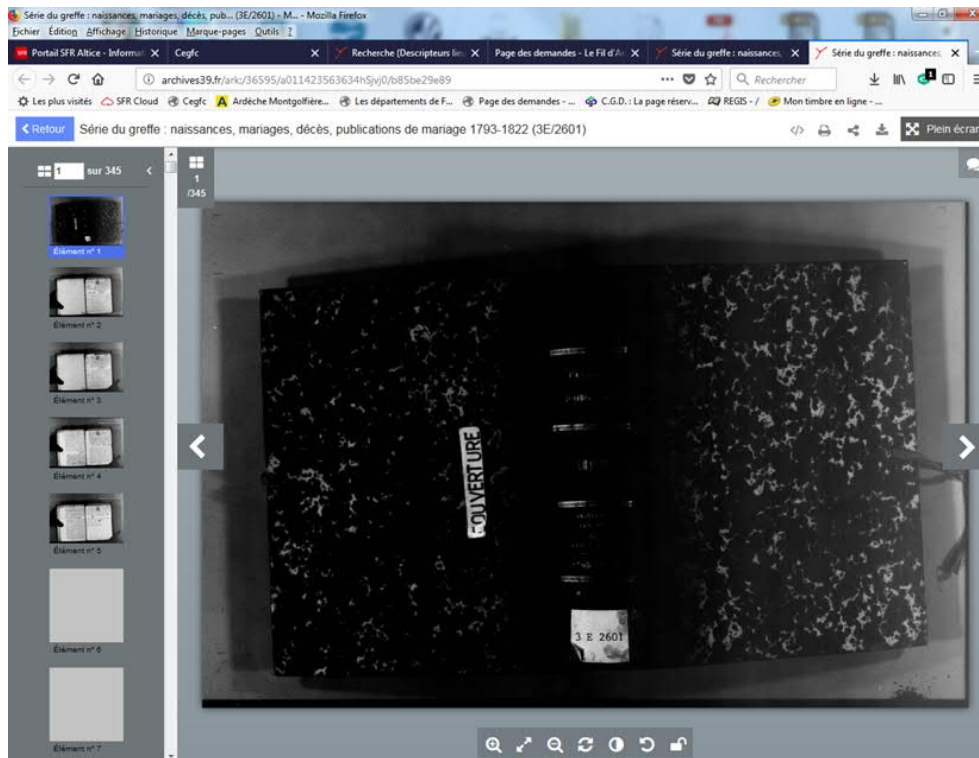 Série du greffe : naissances, mariages, décès, pub... (3E/2601) - M... - Mozilla Firefox
Fichier Édition Affichage Historique Marque-pages Outils ?
Portail SFR Altice - Informat
Cegfc
Recherche (Descripteurs lie
Page des demandes - Le Fil d'Ar
Série du greffe : naissances,
Série du greffe : naissances,
archives39.fr/ark:/36595/a011423563634hSjvj0/b85be29e89
Rechercher
1
Les plus visités SFR Cloud Cegfc Ardèche Montgolfière... Les départements de F... Page des demandes - ... C.G.D. : La page réserv... REGIS - / Mon timbre en ligne - ...
Retour Série du greffe : naissances, mariages, décès, publications de mariage 1793-1822 (3E/2601) Plein écran
1 sur 345
1
/345
Élément n° 1
Élément n° 2
Élément n° 3
Élément n° 4
Élément n° 5
Élément n° 6
Élément n° 7
COUVERTURE
3 E 2601